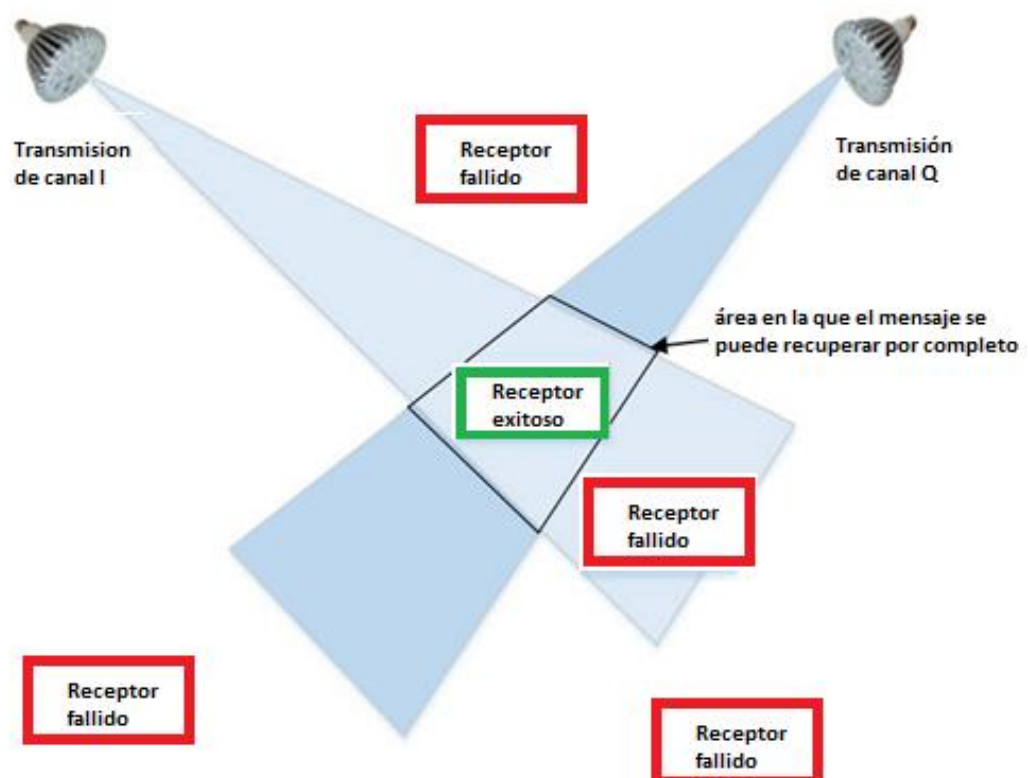 Transmision
de canal I
Receptor
fallido
Transmisión
de canal Q
área en la que el mensaje se
puede recuperar por completo
Receptor
exitoso
Receptor
fallido
Receptor
fallido
Receptor
fallido